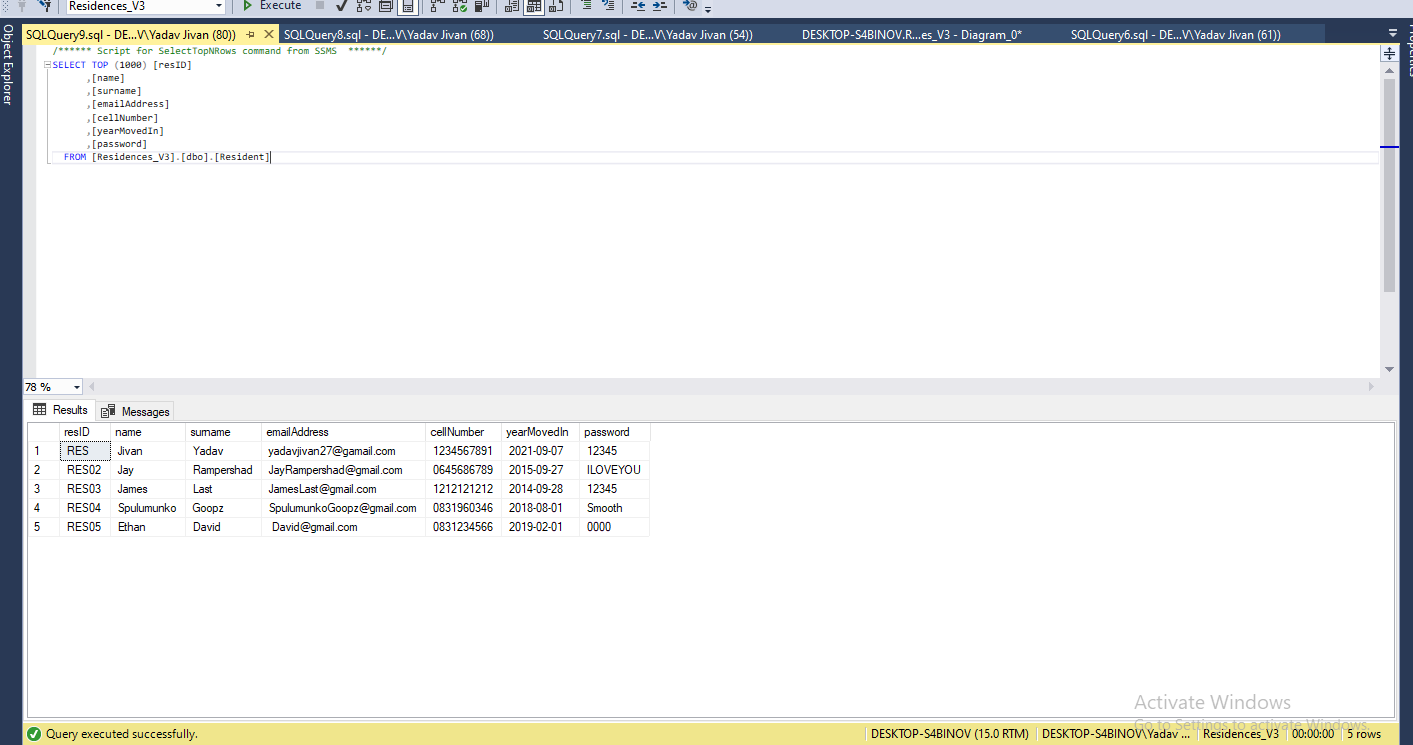 Residences_V3 Execute
Object Explorer
SQLQuery9.sql - DE...V\Yadav Jivan (80)) SQLQuery8.sql - DE...V\Yadav Jivan (68)) SQLQuery7.sql - DE...V\Yadav Jivan (54)) DESKTOP-S4BINOV.R...es_V3 - Diagram_0* SQLQuery6.sql - DE...V\Yadav Jivan (61))
/****** Script for SelectTopNRows command from SSMS  ******/
SELECT TOP (1000) [resID]
,[name]
,[surname]
,[emailAddress]
,[cellNumber]
,[yearMovedIn]
,[password]
FROM [Residences_V3].[dbo].[Resident]
78 %
Results Messages
resID name surname emailAddress cellNumber yearMovedIn password
1 RES Jivan Yadav yadavjivan27@gamail.com 1234567891 2021-09-07 12345
2 RES02 Jay Rampershad JayRampershad@gmail.com 0645686789 2015-09-27 ILOVEYOU
3 RES03 James Last JamesLast@gmail.com 1212121212 2014-09-28 12345
4 RES04 Spulumunko Goopz SpulumunkoGoopz@gmail.com 0831960346 2018-08-01 Smooth
5 RES05 Ethan David David@gmail.com 0831234566 2019-02-01 0000
Activate Windows
Go to Settings to activate Windows.
Query executed successfully. DESKTOP-S4BINOV (15.0 RTM) DESKTOP-S4BINOV\Yadav ... Residences_V3 00:00:00 5 rows